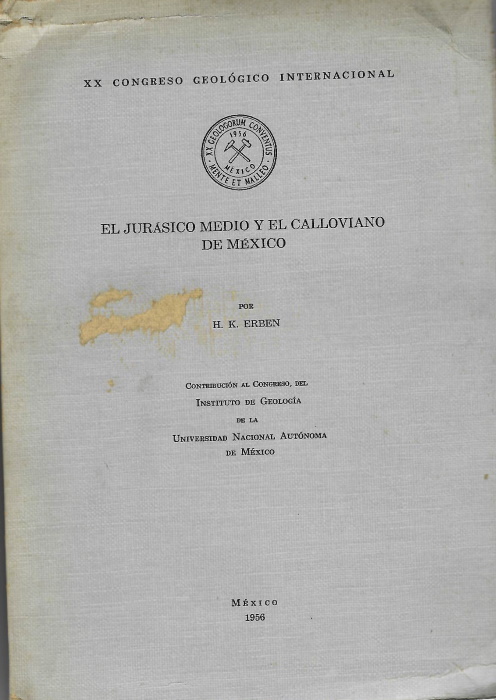 XX CONGRESO GEOLÓGICO INTERNACIONAL
XX GEOLOGORUM CONVENTUS
1956
MÉXICO
MENTE ET MALLEO
EL JURÁSICO MEDIO Y EL CALLOVIANO
DE MÉXICO
POR
H. K. ERBEN
CONTRIBUCIÓN AL CONGRESO, DEL
INSTITUTO DE GEOLOGÍA
DE LA
UNIVERSIDAD NACIONAL AUTÓNOMA
DE MÉXICO
MÉXICO
1956